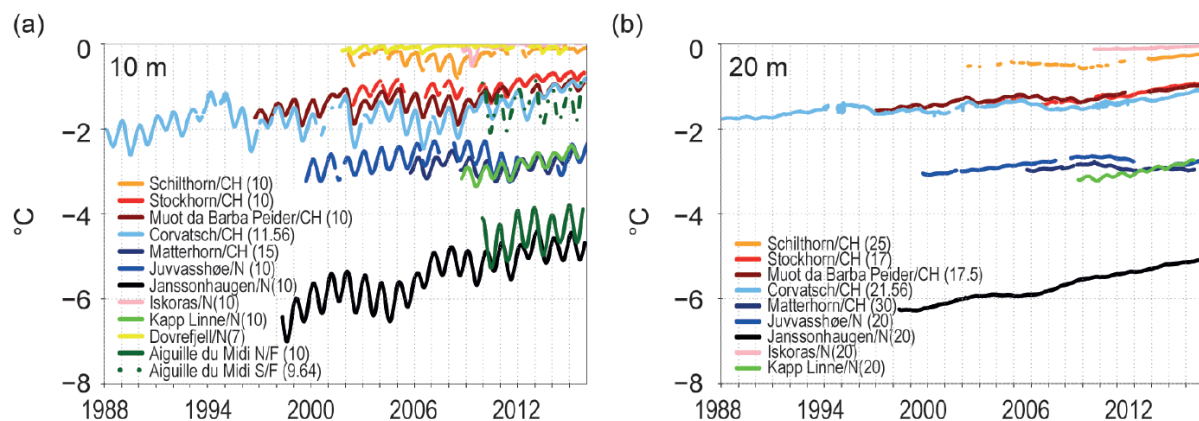 (a)
10 m
°C
0
−2
−4
−6
−8
Schilthorn/CH (10)
Stockhorn/CH (10)
Muot da Barba Peider/CH (10)
Corvatsch/CH (11.56)
Matterhorn/CH (15)
Juvvasshøe/N (10)
Janssonhaugen/N(10)
Iskoras/N(10)
Kapp Linne/N(10)
Dovrefjell/N(7)
Aiguille du Midi N/F (10)
Aiguille du Midi S/F (9.64)
1988 1994 2000 2006 2012
(b)
20 m
°C
0
−2
−4
−6
−8
Schilthorn/CH (25)
Stockhorn/CH (17)
Muot da Barba Peider/CH (17.5)
Corvatsch/CH (21.56)
Matterhorn/CH (30)
Juvvasshøe/N (20)
Janssonhaugen/N(20)
Iskoras/N(20)
Kapp Linne/N(20)
1988 1994 2000 2006 2012